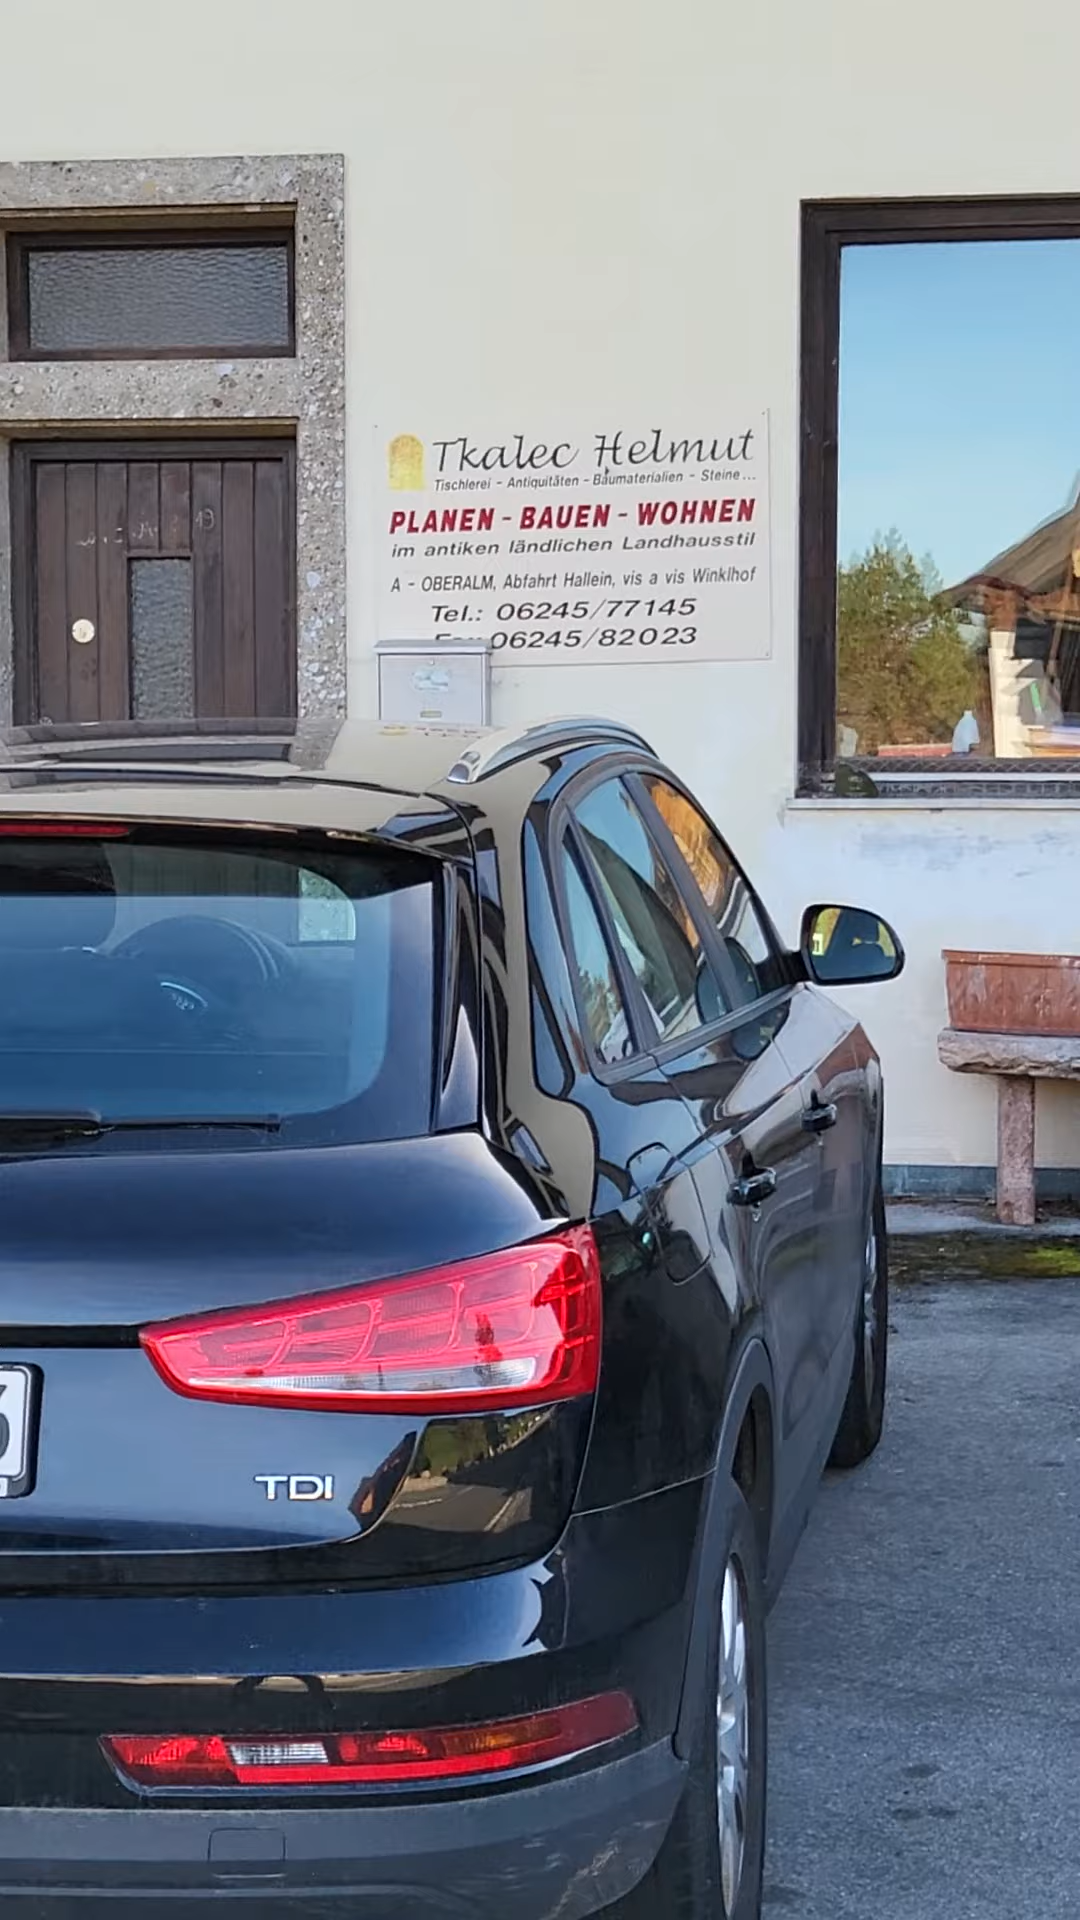 Tkalec Helmut
Tischlerei - Antiquitäten - Baumaterialien - Steine...
PLANEN - BAUEN - WOHNEN
im antiken ländlichen Landhausstil
A - OBERALM, Abfahrt Hallein, vis a vis Winklhof
Tel.: 06245/77145
06245/82023
TDI